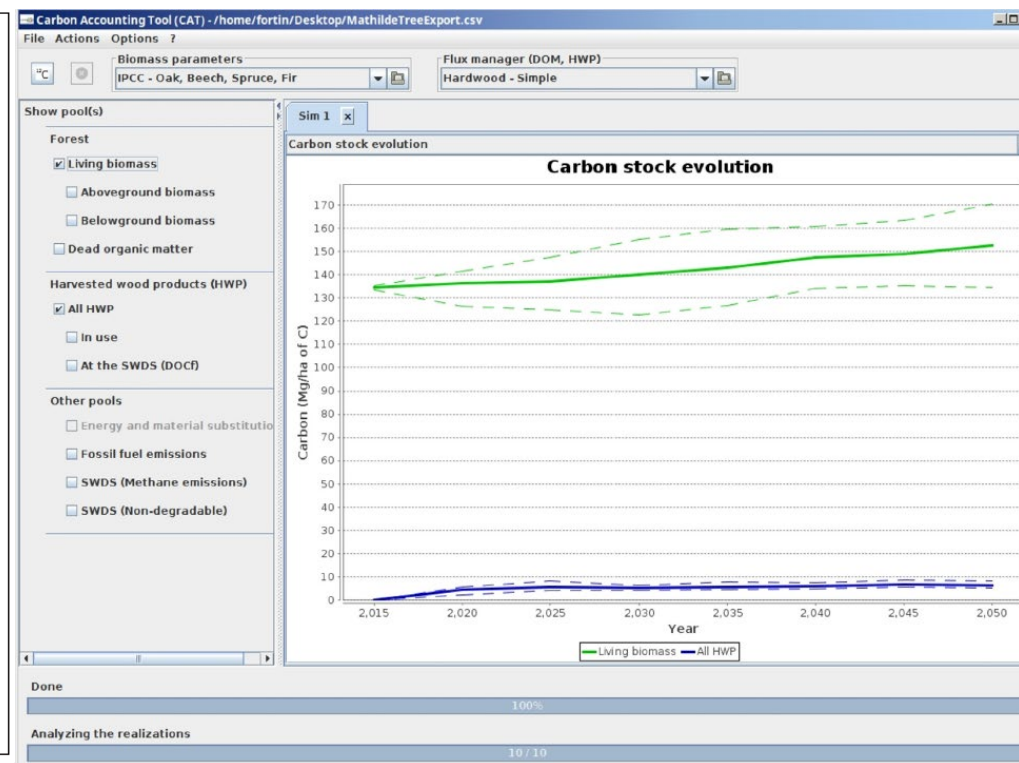 Carbon Accounting Tool (CAT) - /home/fortin/Desktop/MathildeTreeExport.csv
File Actions Options ?
Biomass parameters
IPCC - Oak, Beech, Spruce, Fir
Flux manager (DOM, HWP)
Hardwood - Simple
Show pool(s)
Forest
Living biomass
Aboveground biomass
Belowground biomass
Dead organic matter
Harvested wood products (HWP)
All HWP
In use
At the SWDS (DOCf)
Other pools
Energy and material substitutio
Fossil fuel emissions
SWDS (Methane emissions)
SWDS (Non-degradable)
Sim 1 x
Carbon stock evolution
Carbon stock evolution
Carbon (Mg/ha of C)
170
160
150
140
130
120
110
100
90
80
70
60
50
40
30
20
10
0
2,015 2,020 2,025 2,030 2,035 2,040 2,045 2,050
Year
Living biomass All HWP
Done
100%
Analyzing the realizations
10 / 10